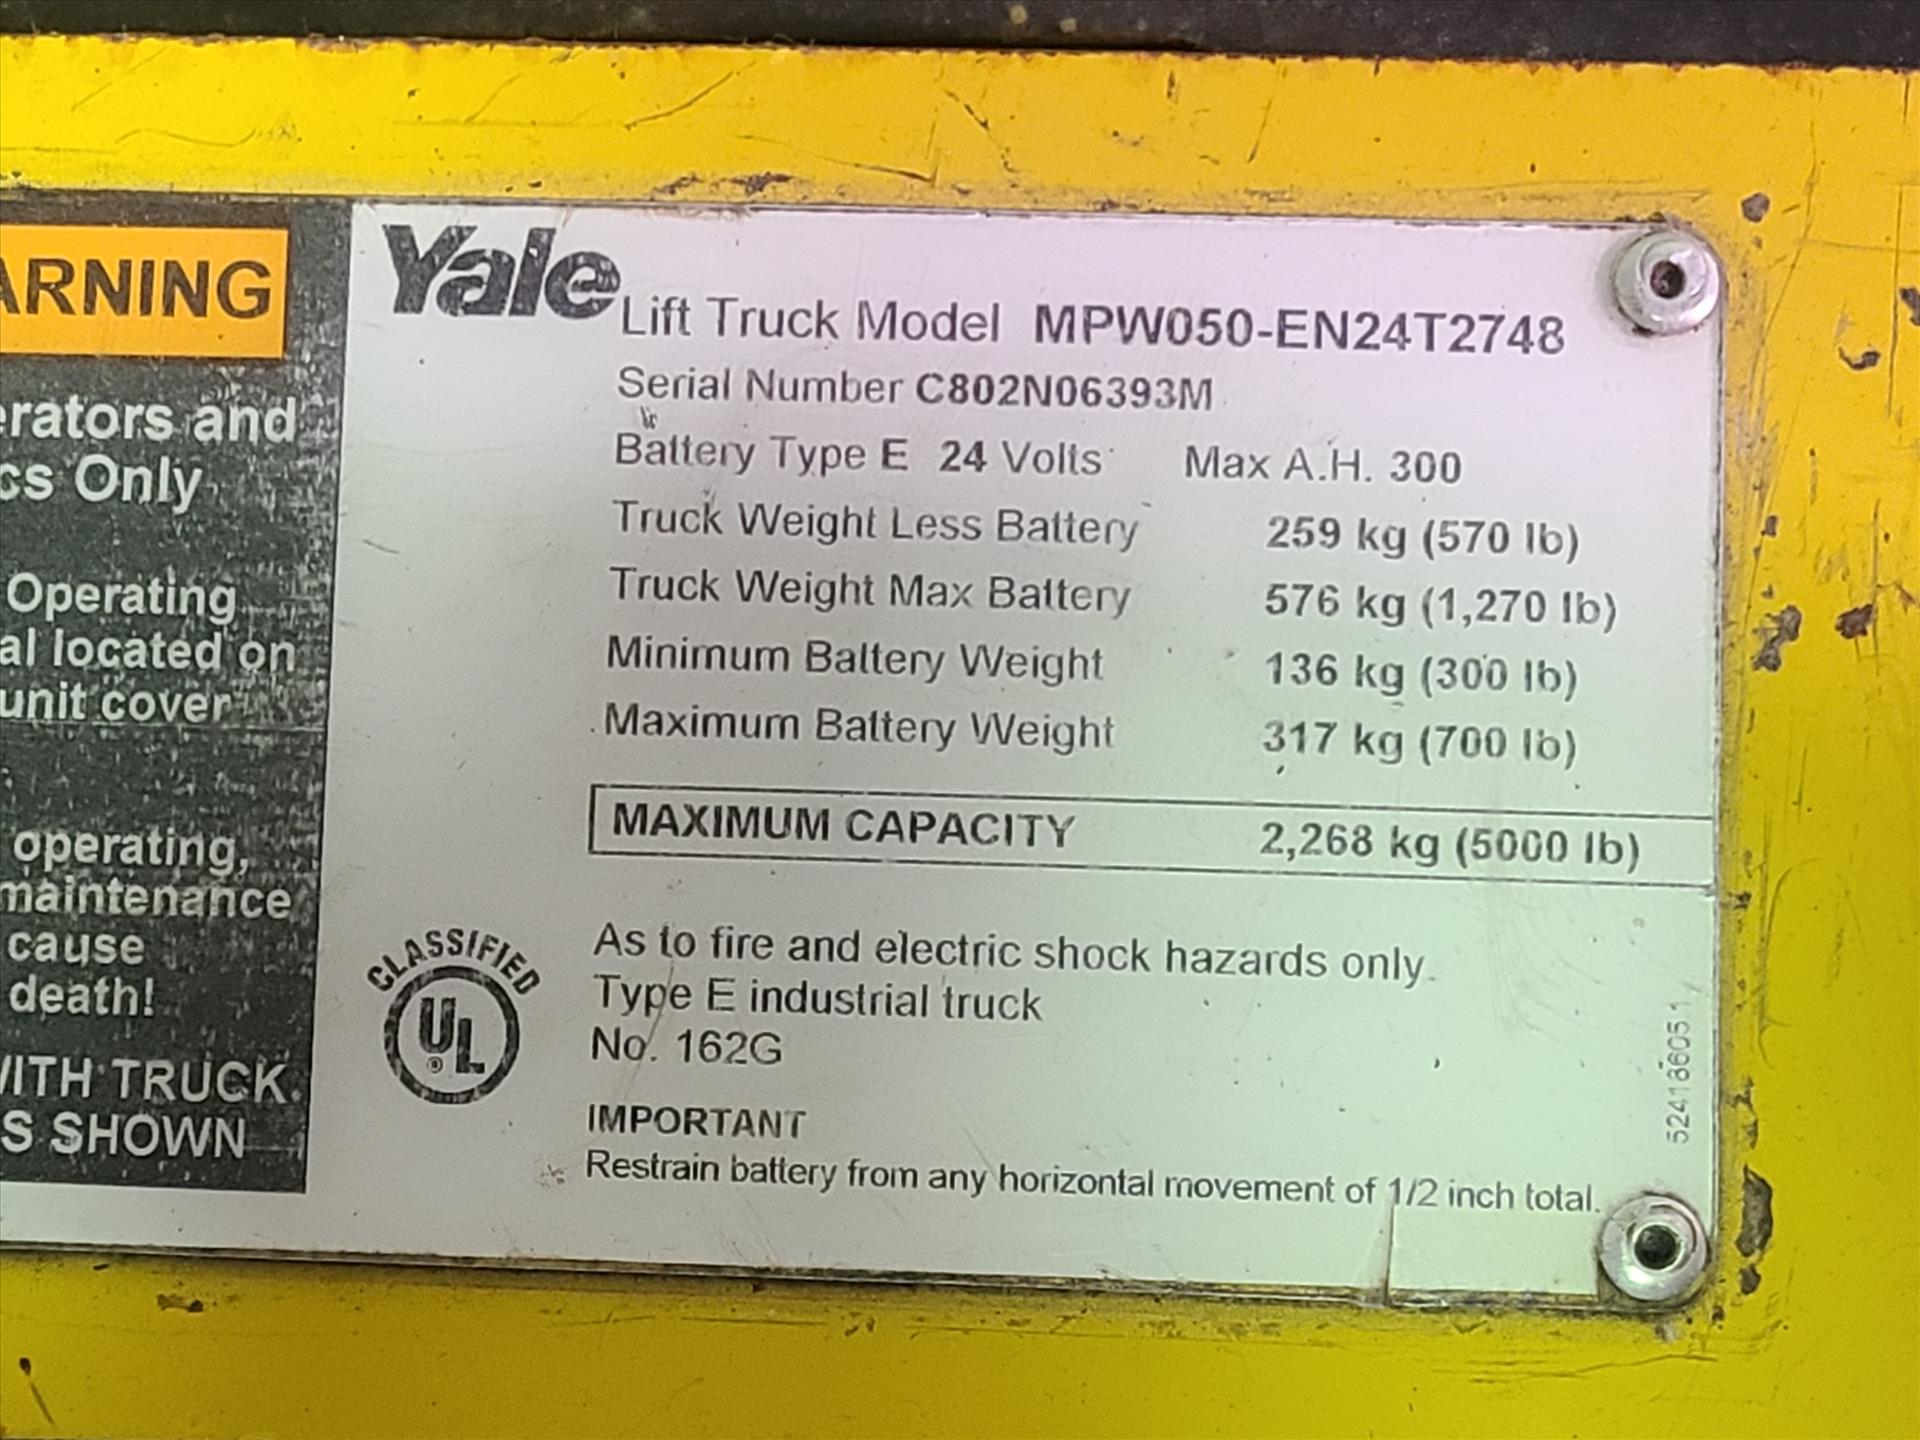 ARNING
erators and
cs Only
Operating
al located on
unit cover
operating,
maintenance
cause
death!
WITH TRUCK.
S SHOWN
Yale Lift Truck Model MPW050-EN24T2748
Serial Number C802N06393M
Battery Type E 24 Volts Max A.H. 300
Truck Weight Less Battery 259 kg (570 lb)
Truck Weight Max Battery 576 kg (1,270 lb)
Minimum Battery Weight 136 kg (300 lb)
Maximum Battery Weight 317 kg (700 lb)
MAXIMUM CAPACITY 2,268 kg (5000 lb)
CLASSIFIED
UL ®
As to fire and electric shock hazards only.
Type E industrial truck
No. 162G
IMPORTANT
Restrain battery from any horizontal movement of 1/2 inch total.